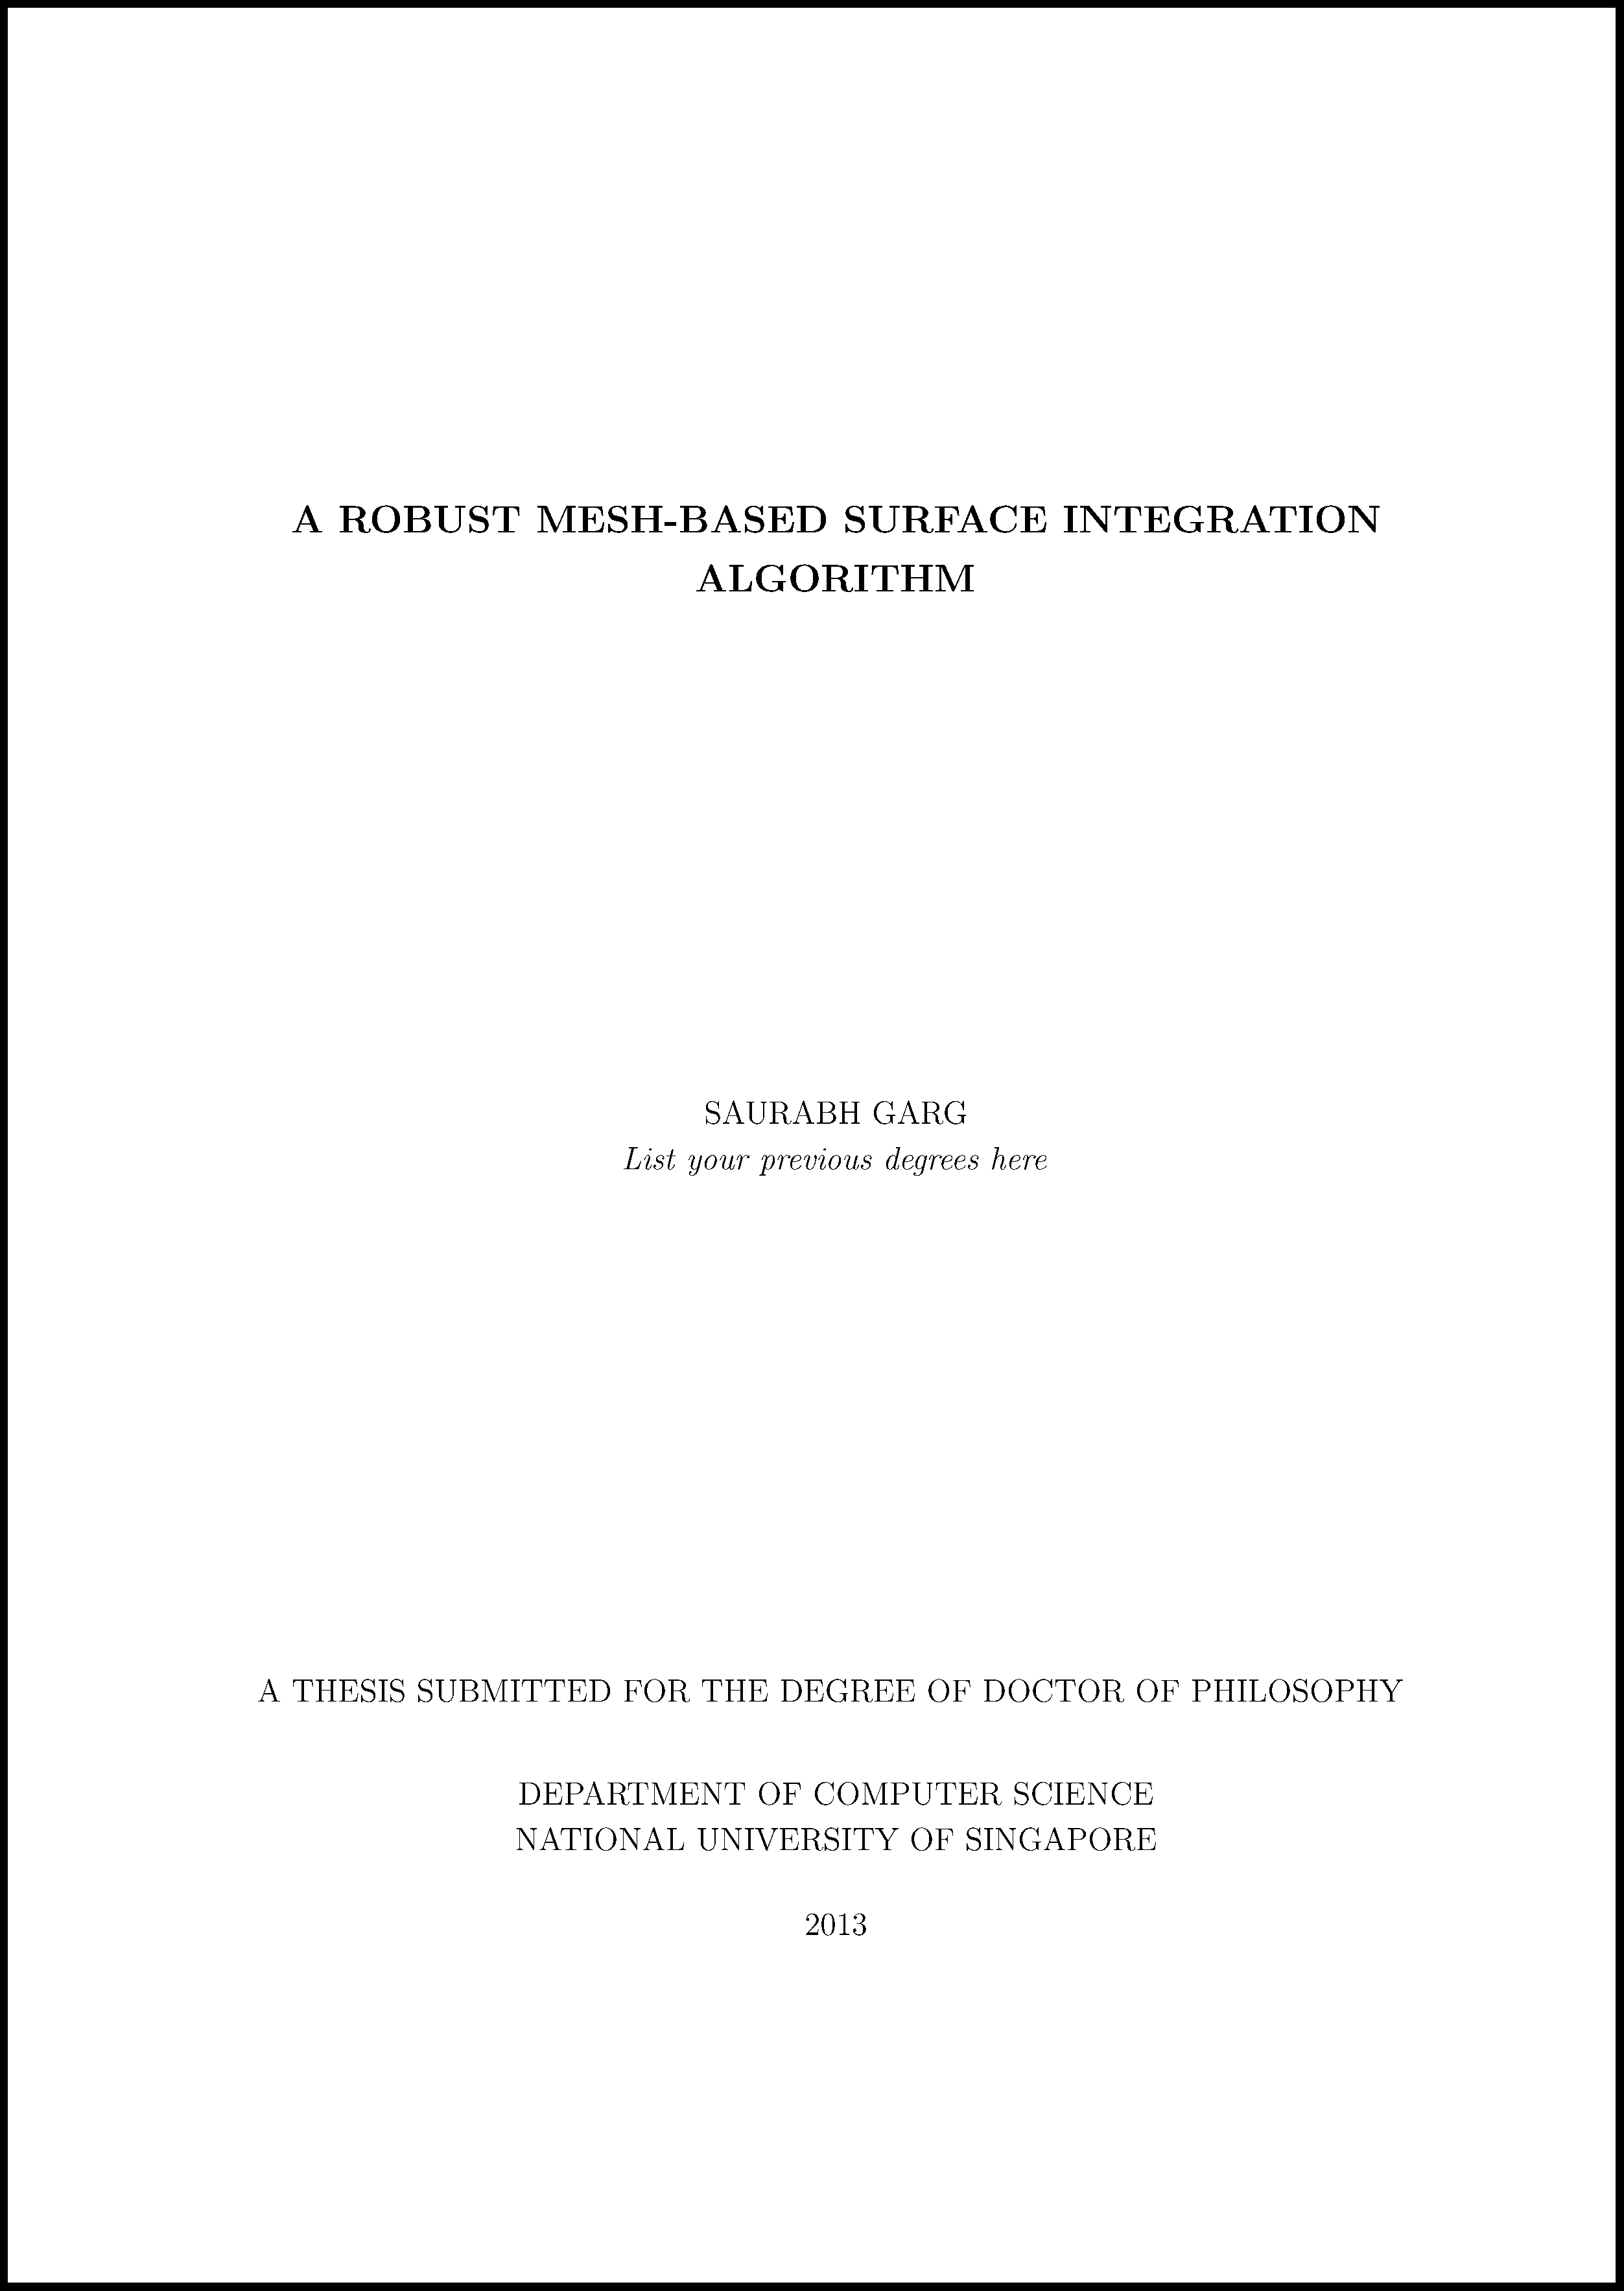 A ROBUST MESH-BASED SURFACE INTEGRATION
ALGORITHM
SAURABH GARG
List your previous degrees here
A THESIS SUBMITTED FOR THE DEGREE OF DOCTOR OF PHILOSOPHY
DEPARTMENT OF COMPUTER SCIENCE
NATIONAL UNIVERSITY OF SINGAPORE
2013